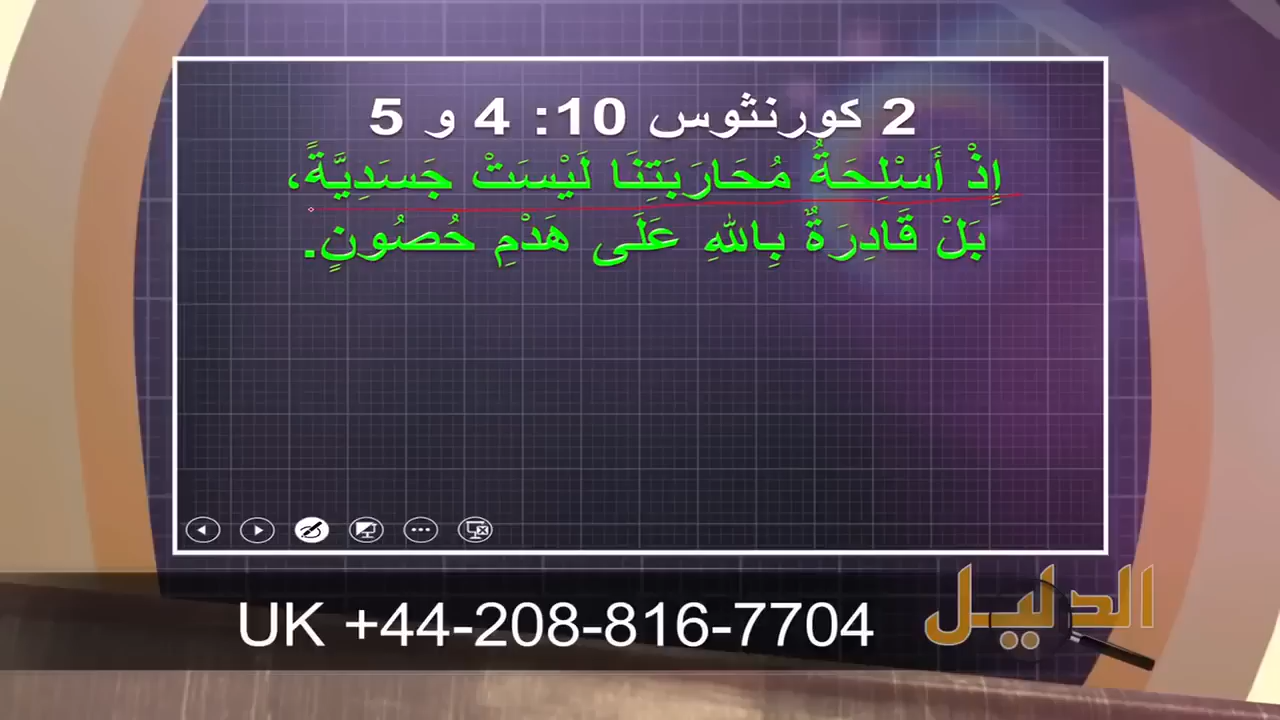 2 كورنثوس 10: 4 و 5
إِذْ أَسْلِحَةُ مُحَارَبَتِنَا لَيْسَتْ جَسَدِيَّةً،
بَلْ قَادِرَةٌ بِاللهِ عَلَى هَدْمِ حُصُونٍ.
UK +44-208-816-7704
الدليل